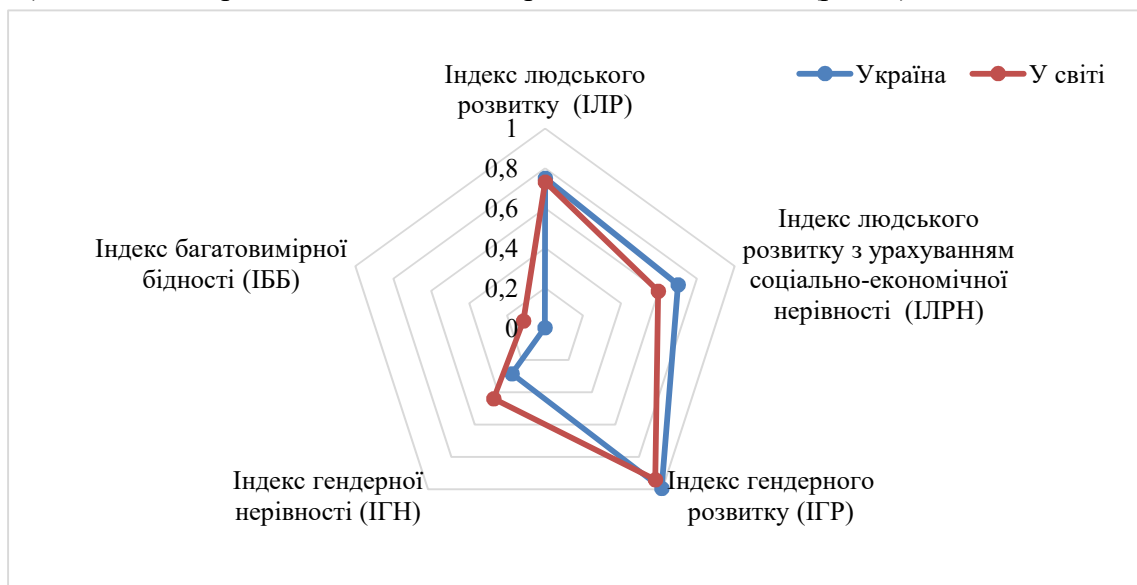 Україна
У світі
Індекс людського
розвитку (ІЛР)
1
0,8
0,6
0,4
0,2
0
Індекс людського
розвитку з урахуванням
соціально-економічної
нерівності (ІЛРН)
Індекс гендерного
розвитку (ІГР)
Індекс гендерної
нерівності (ІГН)
Індекс багатовимірної
бідності (ІББ)